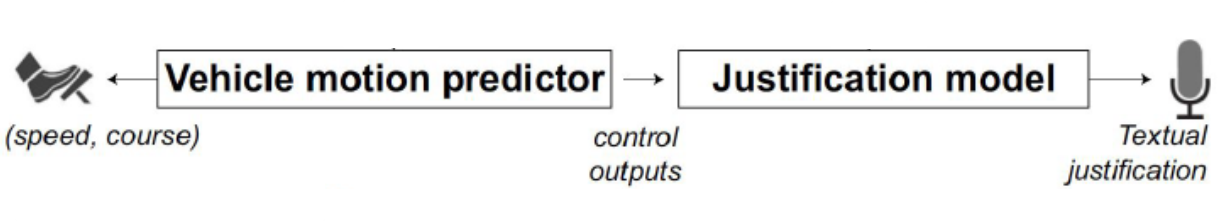 Vehicle motion predictor
Justification model
(speed, course)
control
outputs
Textual
justification